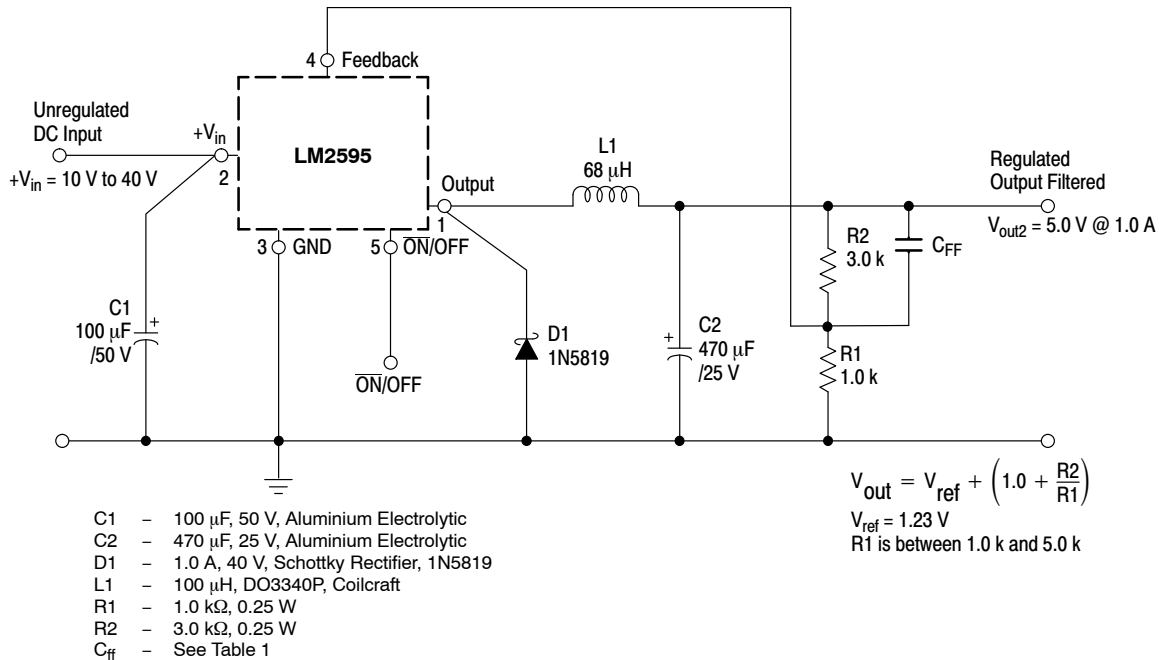 4 Feedback
Unregulated
DC Input
+Vin
2
+Vin = 10 V to 40 V
LM2595
Output
1
3 GND
5 ON/OFF
L1
68 μH
Regulated
Output Filtered
Vout2 = 5.0 V @ 1.0 A
R2
3.0 k
CFF
C1
100 μF
/50 V
+
ON/OFF
D1
1N5819
+
C2
470 μF
/25 V
R1
1.0 k
Vout = Vref + (1.0 + R2/R1)
Vref = 1.23 V
R1 is between 1.0 k and 5.0 k
C1 – 100 μF, 50 V, Aluminium Electrolytic
C2 – 470 μF, 25 V, Aluminium Electrolytic
D1 – 1.0 A, 40 V, Schottky Rectifier, 1N5819
L1 – 100 μH, DO3340P, Coilcraft
R1 – 1.0 kΩ, 0.25 W
R2 – 3.0 kΩ, 0.25 W
Cff – See Table 1